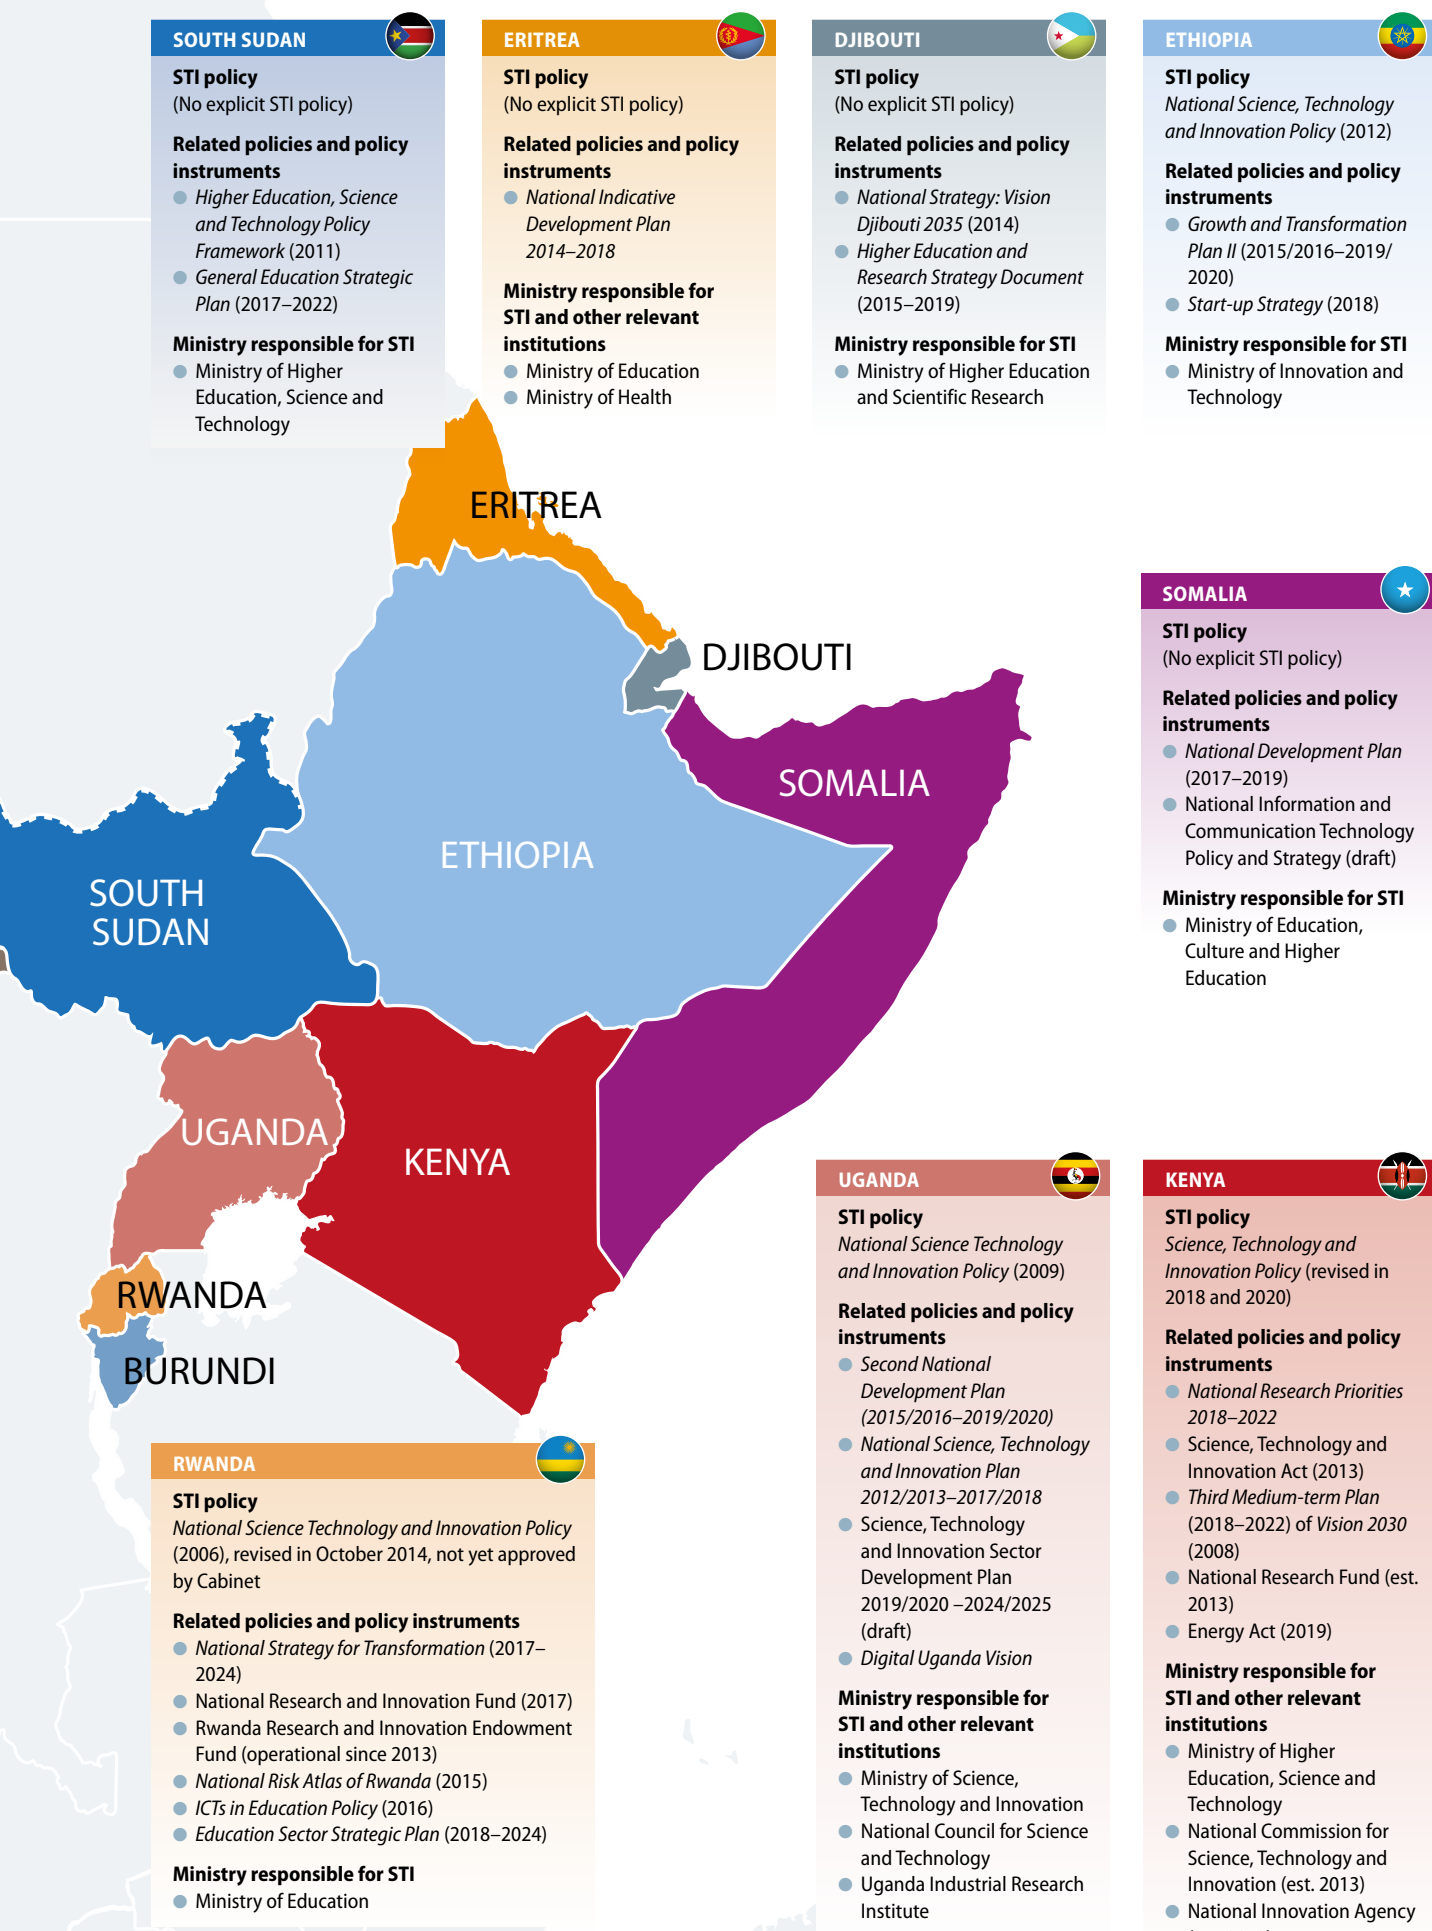 SOUTH SUDAN
STI policy
(No explicit STI policy)
Related policies and policy
instruments
● Higher Education, Science
and Technology Policy
Framework (2011)
● General Education Strategic
Plan (2017–2022)
Ministry responsible for STI
● Ministry of Higher
Education, Science and
Technology
ERITREA
STI policy
(No explicit STI policy)
Related policies and policy
instruments
● National Indicative
Development Plan
2014–2018
Ministry responsible for
STI and other relevant
institutions
● Ministry of Education
● Ministry of Health
DJIBOUTI
STI policy
(No explicit STI policy)
Related policies and policy
instruments
● National Strategy: Vision
Djibouti 2035 (2014)
● Higher Education and
Research Strategy Document
(2015–2019)
Ministry responsible for STI
● Ministry of Higher Education
and Scientific Research
ETHIOPIA
STI policy
National Science, Technology
and Innovation Policy (2012)
Related policies and policy
instruments
● Growth and Transformation
Plan II (2015/2016–2019/
2020)
● Start-up Strategy (2018)
Ministry responsible for STI
● Ministry of Innovation and
Technology
ERITREA
DJIBOUTI
SOMALIA
ETHIOPIA
SOUTH
SUDAN
UGANDA
KENYA
RWANDA
BURUNDI
SOMALIA
STI policy
(No explicit STI policy)
Related policies and policy
instruments
● National Development Plan
(2017–2019)
● National Information and
Communication Technology
Policy and Strategy (draft)
Ministry responsible for STI
● Ministry of Education,
Culture and Higher
Education
RWANDA
STI policy
National Science Technology and Innovation Policy
(2006), revised in October 2014, not yet approved
by Cabinet
Related policies and policy instruments
● National Strategy for Transformation (2017–
2024)
● National Research and Innovation Fund (2017)
● Rwanda Research and Innovation Endowment
Fund (operational since 2013)
● National Risk Atlas of Rwanda (2015)
● ICTs in Education Policy (2016)
● Education Sector Strategic Plan (2018–2024)
Ministry responsible for STI
● Ministry of Education
UGANDA
STI policy
National Science Technology
and Innovation Policy (2009)
Related policies and policy
instruments
● Second National
Development Plan
(2015/2016–2019/2020)
● National Science, Technology
and Innovation Plan
2012/2013–2017/2018
● Science, Technology
and Innovation Sector
Development Plan
2019/2020 –2024/2025
(draft)
● Digital Uganda Vision
Ministry responsible for
STI and other relevant
institutions
● Ministry of Science,
Technology and Innovation
● National Council for Science
and Technology
● Uganda Industrial Research
Institute
KENYA
STI policy
Science, Technology and
Innovation Policy (revised in
2018 and 2020)
Related policies and policy
instruments
● National Research Priorities
2018–2022
● Science, Technology and
Innovation Act (2013)
● Third Medium-term Plan
(2018–2022) of Vision 2030
(2008)
● National Research Fund (est.
2013)
● Energy Act (2019)
Ministry responsible for
STI and other relevant
institutions
● Ministry of Higher
Education, Science and
Technology
● National Commission for
Science, Technology and
Innovation (est. 2013)
● National Innovation Agency